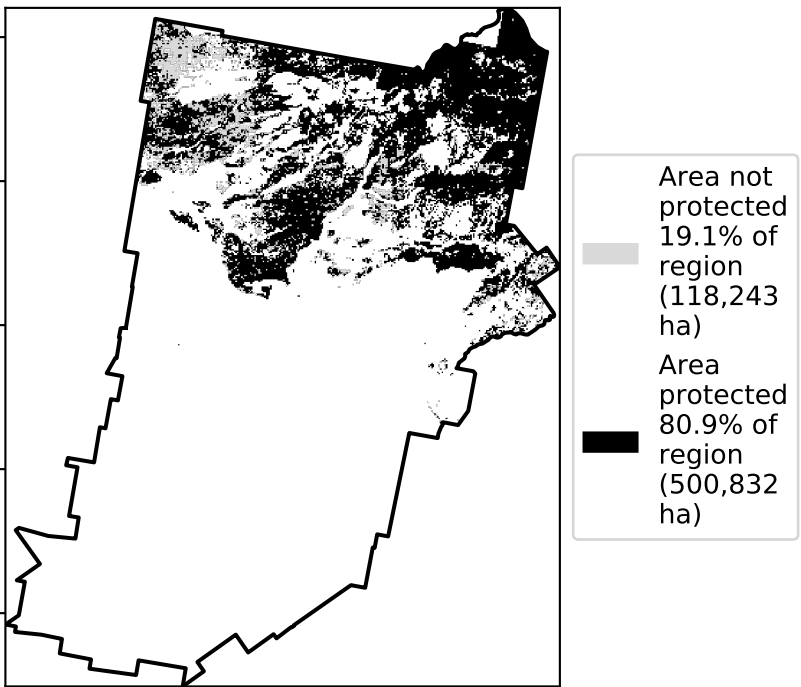 Area not
protected
19.1% of
region
(118,243
ha)
Area
protected
80.9% of
region
(500,832
ha)